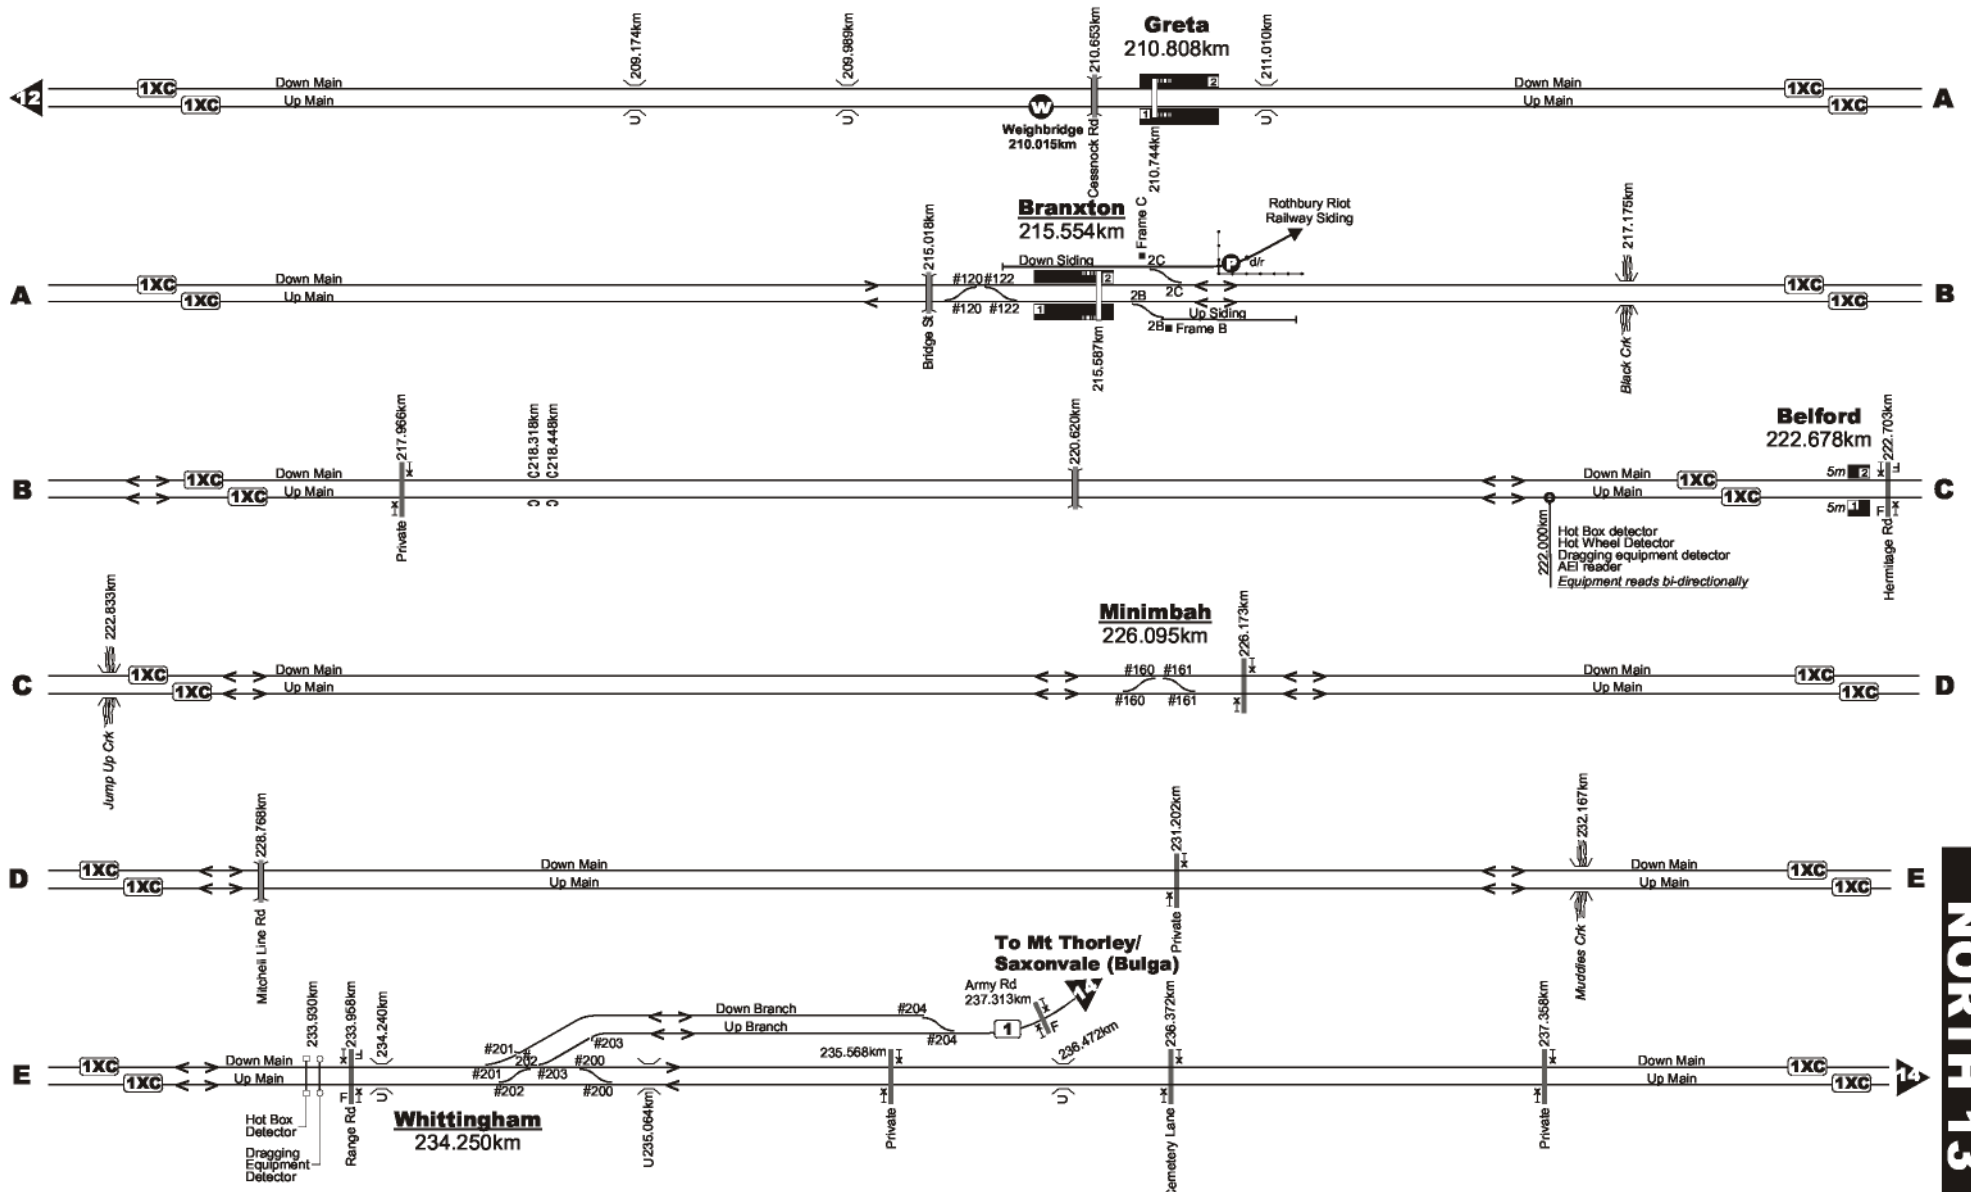 209.174km
209.989km
210.653km
Greta
210.808km
211.010km
12
1XC
Down Main
Down Main
1XC
1XC
Up Main
Up Main
1XC
A
U
U
W
1
2
U
Weighbridge
210.015km
Cessnock Rd
210.744km
215.018km
Branxton
215.554km
Frame C
Rothbury Riot
Railway Siding
217.175km
Down Siding
2C
d/r
A
1XC
Down Main
#120
#122
2
2C
1XC
B
1XC
Up Main
#120
#122
1
2B
Up Siding
1XC
2B
Frame B
Bridge St
215.587km
Black Crk
217.966km
C218.318km
C218.448km
220.620km
Belford
222.678km
222.703km
B
1XC
Down Main
Down Main
1XC
5m
2
F
C
1XC
Up Main
Up Main
1XC
5m
1
F
C
C
Private
222.000km
Hot Box detector
Hot Wheel Detector
Dragging equipment detector
AEI reader
Equipment reads bi-directionally
Hermitage Rd
222.833km
Minimbah
226.095km
226.173km
C
1XC
Down Main
#160
#161
Down Main
1XC
D
1XC
Up Main
#160
#161
Up Main
1XC
Jump Up Crk
228.768km
231.202km
232.167km
D
1XC
Down Main
Down Main
1XC
E
1XC
Up Main
Up Main
1XC
Mitchell Line Rd
Private
Muddies Crk
To Mt Thorley/
Saxonvale (Bulga)
14
233.930km
233.958km
234.240km
Down Branch
#204
Army Rd
237.313km
Up Branch
#204
1
F
236.472km
236.372km
237.358km
E
1XC
Down Main
F
#201
#
202
#203
#200
235.568km
Down Main
1XC
14
1XC
Up Main
F
U
#201
#202
#203
#200
U
Up Main
1XC
Hot Box
Detector
Dragging
Equipment
Detector
Range Rd
Whittingham
234.250km
U235.064km
Private
Cemetery Lane
Private
NORTH 13